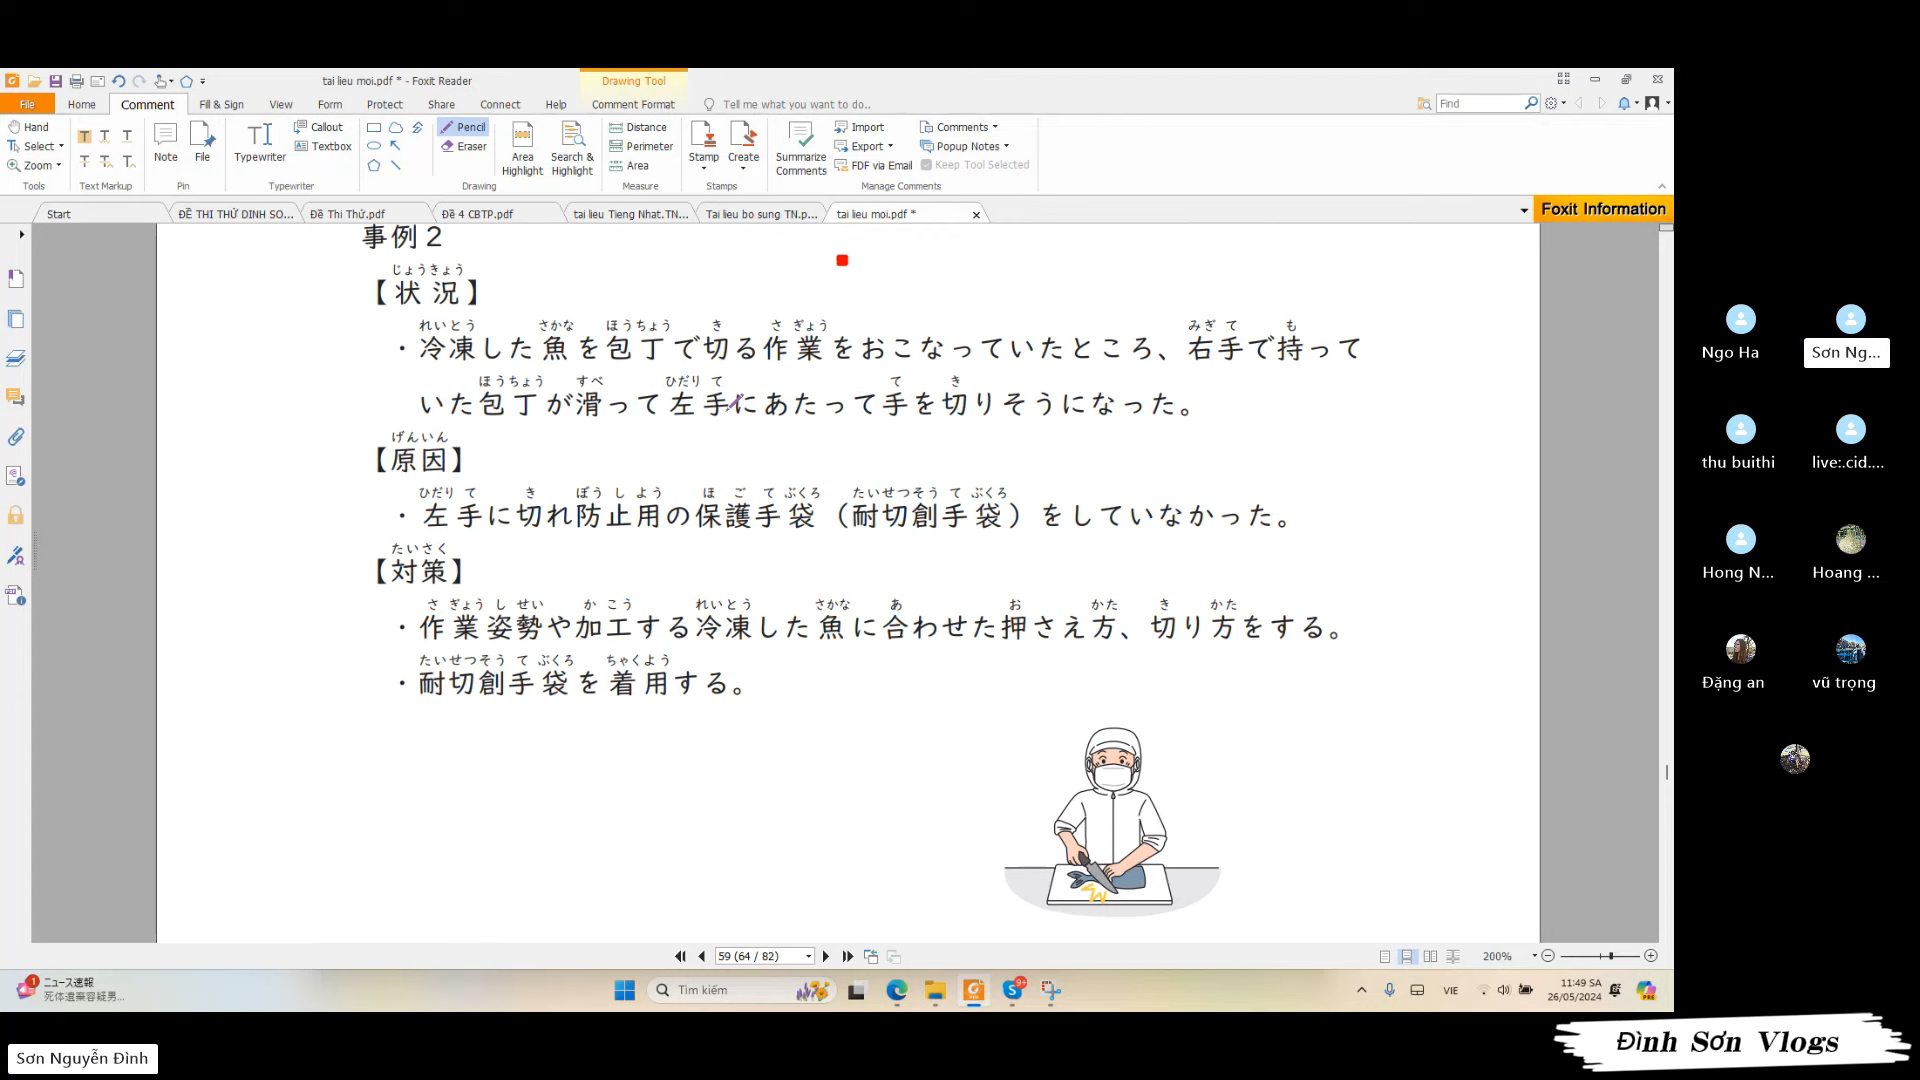 tai lieu moi.pdf * - Foxit Reader
Drawing Tool
File Home Comment Fill & Sign View Form Protect Share Connect Help Comment Format Tell me what you want to do.. Find
Hand
Select
Zoom
Tools
Text Markup
Note
File
Pin
Typewriter
Callout
Textbox
Typewriter
Pencil
Eraser
Drawing
Area Highlight
Search & Highlight
Distance
Perimeter
Area
Measure
Stamp
Create
Stamps
Summarize Comments
Import
Export
FDF via Email
Comments
Popup Notes
Keep Tool Selected
Manage Comments
Start
ĐỀ THI THỬ DINH SO...
Đề Thi Thử.pdf
Đề 4 CBTP.pdf
tai lieu Tieng Nhat.TN...
Tai lieu bo sung TN.p...
tai lieu moi.pdf *
Foxit Information
事例2
じょうきょう
【状況】
れいとう さかな ほうちょう き さ ぎょう みぎ て も
・冷凍した魚を包丁で切る作業をおこなっていたところ、右手で持って
ほうちょう すべ ひだり て て き
いた包丁が滑って左手にあたって手を切りそうになった。
げんいん
【原因】
ひだり て き ぼう し よう ほ ご て ぶくろ たいせつそう て ぶくろ
・左手に切れ防止用の保護手袋（耐切創手袋）をしていなかった。
たいさく
【対策】
さ ぎょう し せい か こう れいとう さかな あ お かた き かた
・作業姿勢や加工する冷凍した魚に合わせた押さえ方、切り方をする。
たいせつそう て ぶくろ ちゃくよう
・耐切創手袋を着用する。
59 (64 / 82)
200%
Ngo Ha
Sơn Ng...
thu buithi
live:.cid....
Hong N...
Hoang ...
Đặng an
vũ trọng
1
ニュース速報
死体遺棄容疑男...
Tìm kiếm
9+
VIE
11:49 SA
26/05/2024
PRE
Sơn Nguyễn Đình
Đình Sơn Vlogs